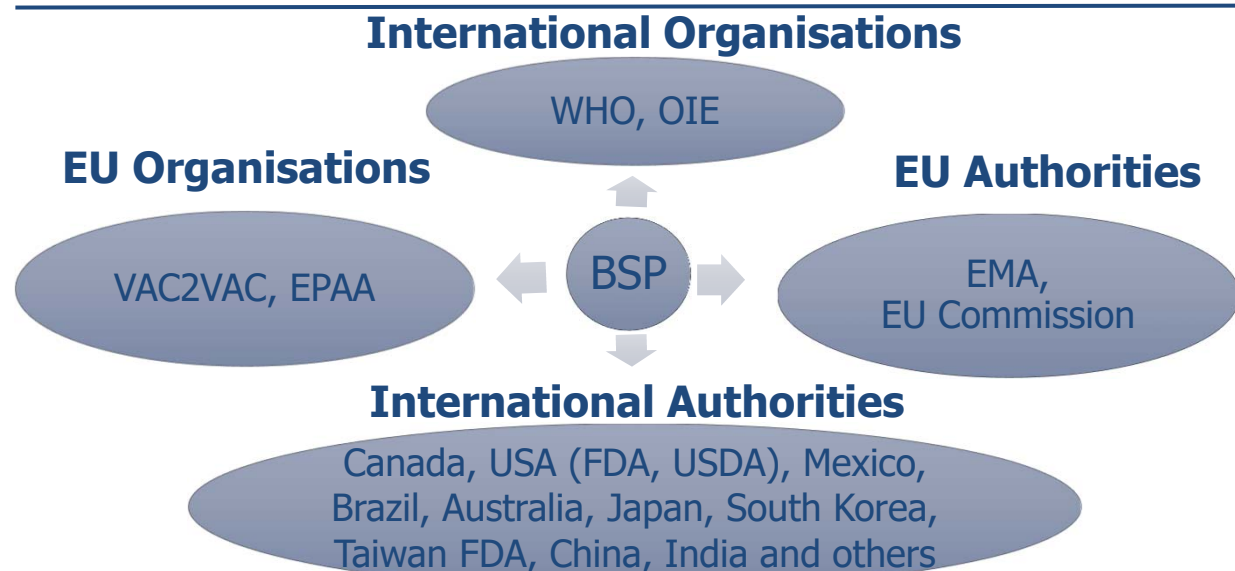 International Organisations
WHO, OIE
EU Organisations
EU Authorities
VAC2VAC, EPAA
BSP
EMA,
EU Commission
International Authorities
Canada, USA (FDA, USDA), Mexico,
Brazil, Australia, Japan, South Korea,
Taiwan FDA, China, India and others